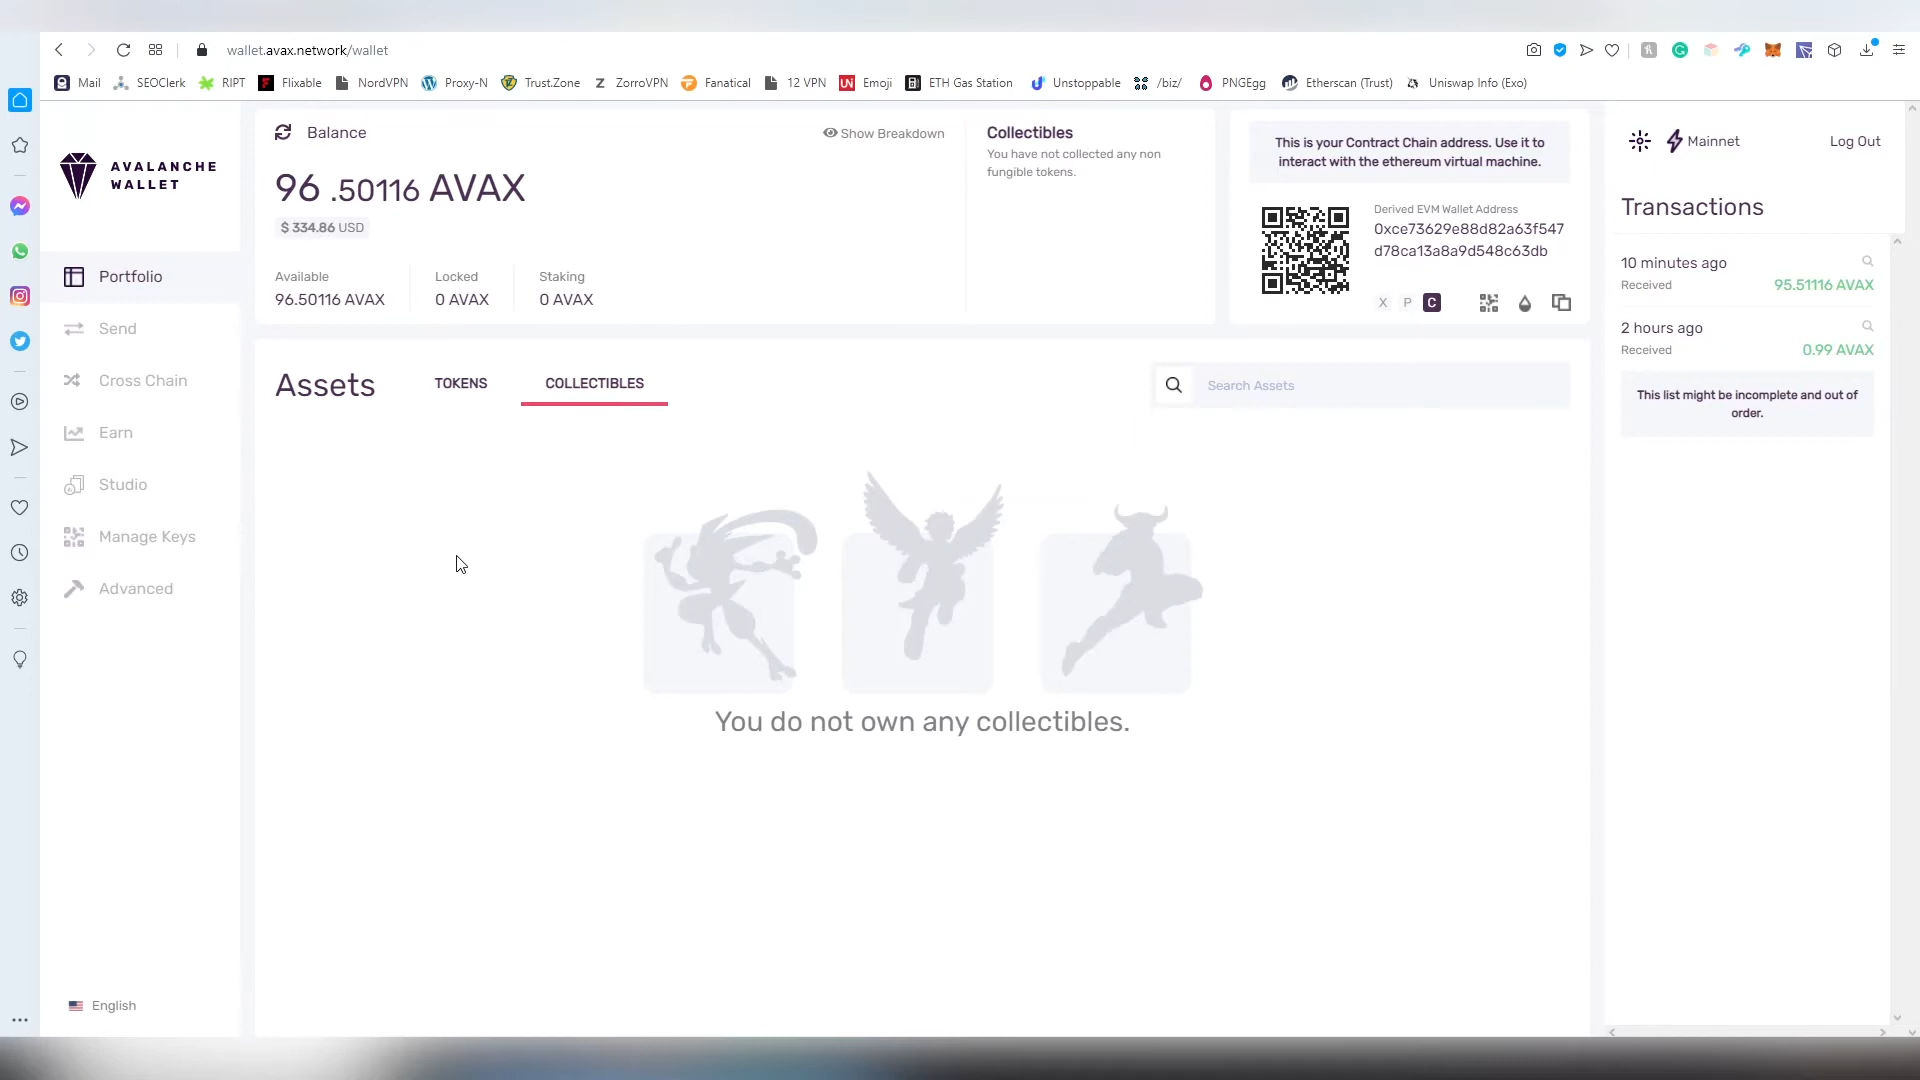 wallet.avax.network/wallet
Mail SEOClerk RIPT Flixable NordVPN Proxy-N Trust.Zone ZorroVPN Fanatical 12 VPN UN Emoji ETH Gas Station Unstoppable /biz/ PNGEgg Etherscan (Trust) Uniswap Info (Exo)
AVALANCHE
WALLET
Portfolio
Send
Cross Chain
Earn
Studio
Manage Keys
Advanced
English
Balance
Show Breakdown
96 .50116 AVAX
$ 334.86 USD
Available
96.50116 AVAX
Locked
0 AVAX
Staking
0 AVAX
Collectibles
You have not collected any non
fungible tokens.
This is your Contract Chain address. Use it to
interact with the ethereum virtual machine.
Derived EVM Wallet Address
0xce73629e88d82a63f547
d78ca13a8a9d548c63db
X P C
Assets
TOKENS
COLLECTIBLES
Search Assets
You do not own any collectibles.
Mainnet
Log Out
Transactions
10 minutes ago
Received 95.51116 AVAX
2 hours ago
Received 0.99 AVAX
This list might be incomplete and out of
order.